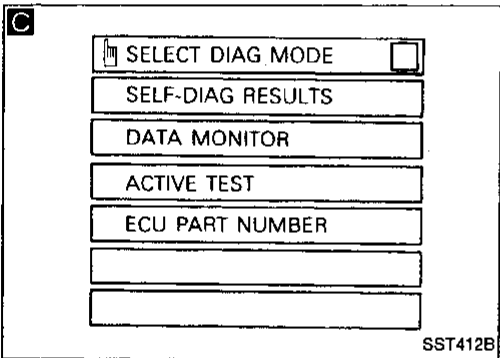 C
SELECT DIAG MODE
SELF-DIAG RESULTS
DATA MONITOR
ACTIVE TEST
ECU PART NUMBER
SST412B